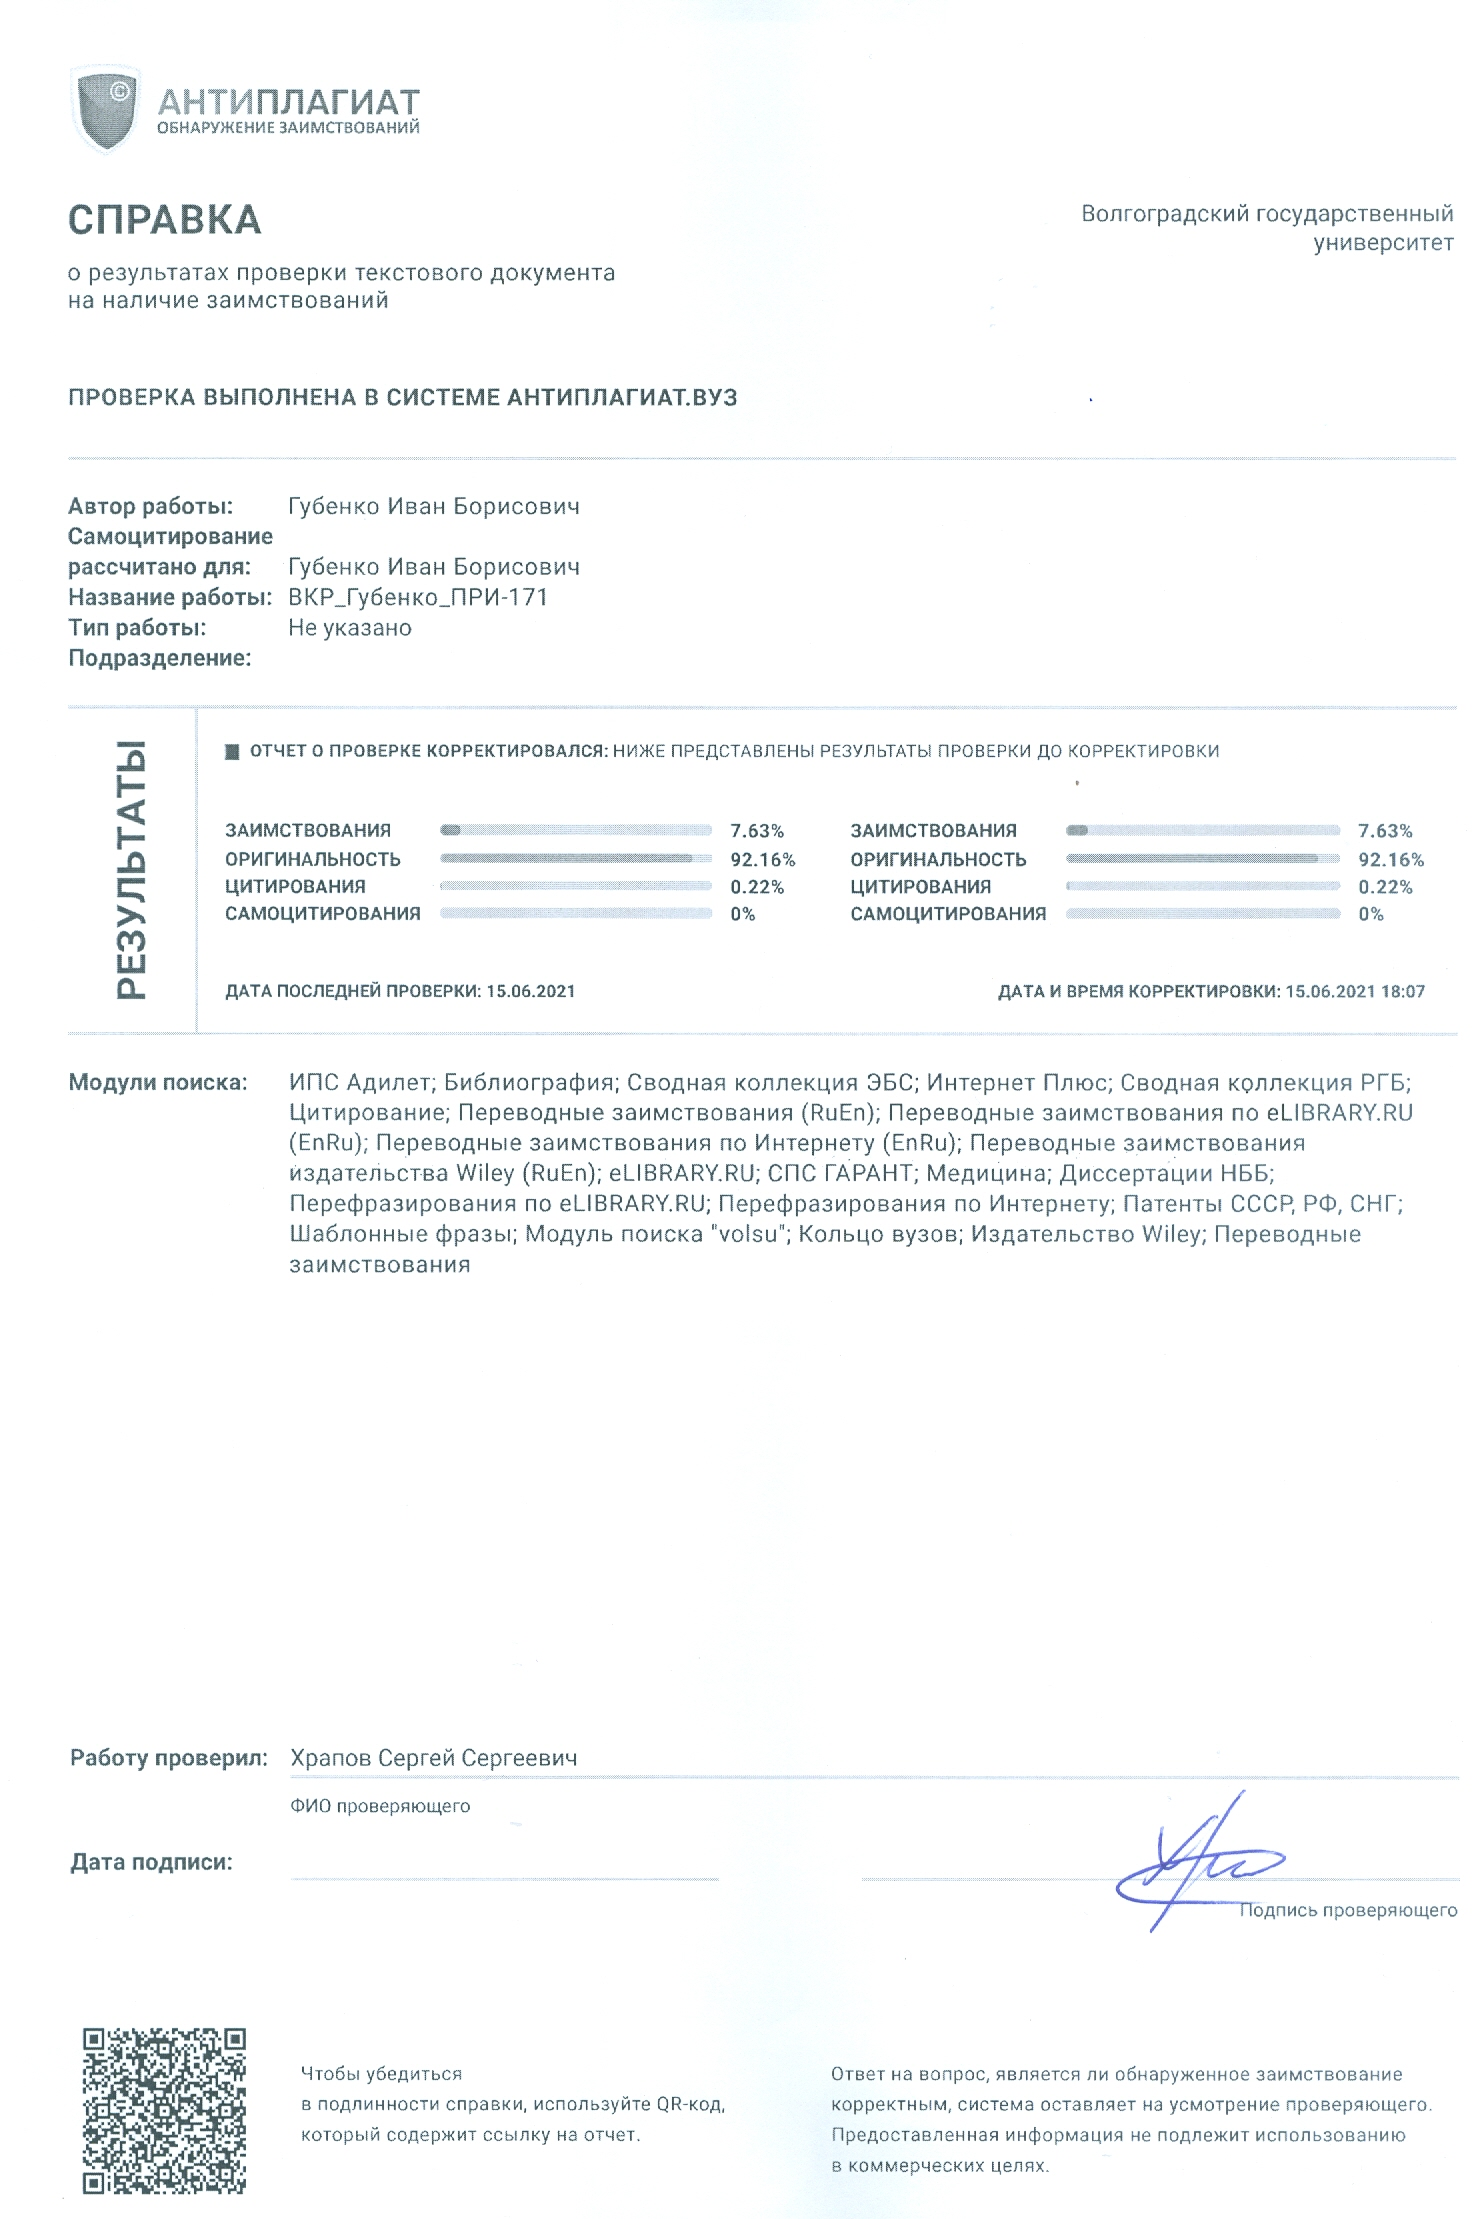 ©
АНТИПЛАГИАТ
ОБНАРУЖЕНИЕ ЗАИМСТВОВАНИЙ
СПРАВКА
о результатах проверки текстового документа
на наличие заимствований
Волгоградский государственный
университет
ПРОВЕРКА ВЫПОЛНЕНА В СИСТЕМЕ АНТИПЛАГИАТ.ВУЗ
Автор работы: Губенко Иван Борисович
Самоцитирование
рассчитано для: Губенко Иван Борисович
Название работы: ВКР_Губенко_ПРИ-171
Тип работы: Не указано
Подразделение:
РЕЗУЛЬТАТЫ
ОТЧЕТ О ПРОВЕРКЕ КОРРЕКТИРОВАЛСЯ: НИЖЕ ПРЕДСТАВЛЕНЫ РЕЗУЛЬТАТЫ ПРОВЕРКИ ДО КОРРЕКТИРОВКИ
ЗАИМСТВОВАНИЯ 7.63% ЗАИМСТВОВАНИЯ 7.63%
ОРИГИНАЛЬНОСТЬ 92.16% ОРИГИНАЛЬНОСТЬ 92.16%
ЦИТИРОВАНИЯ 0.22% ЦИТИРОВАНИЯ 0.22%
САМОЦИТИРОВАНИЯ 0% САМОЦИТИРОВАНИЯ 0%
ДАТА ПОСЛЕДНЕЙ ПРОВЕРКИ: 15.06.2021 ДАТА И ВРЕМЯ КОРРЕКТИРОВКИ: 15.06.2021 18:07
Модули поиска: ИПС Адилет; Библиография; Сводная коллекция ЭБС; Интернет Плюс; Сводная коллекция РГБ;
Цитирование; Переводные заимствования (RuEn); Переводные заимствования по eLIBRARY.RU
(EnRu); Переводные заимствования по Интернету (EnRu); Переводные заимствования
издательства Wiley (RuEn); eLIBRARY.RU; СПС ГАРАНТ; Медицина; Диссертации НББ;
Перефразирования по eLIBRARY.RU; Перефразирования по Интернету; Патенты СССР, РФ, СНГ;
Шаблонные фразы; Модуль поиска "volsu"; Кольцо вузов; Издательство Wiley; Переводные
заимствования
Работу проверил: Храпов Сергей Сергеевич
ФИО проверяющего
Дата подписи:
Подпись проверяющего
Чтобы убедиться
в подлинности справки, используйте QR-код,
который содержит ссылку на отчет.
Ответ на вопрос, является ли обнаруженное заимствование
корректным, система оставляет на усмотрение проверяющего.
Предоставленная информация не подлежит использованию
в коммерческих целях.